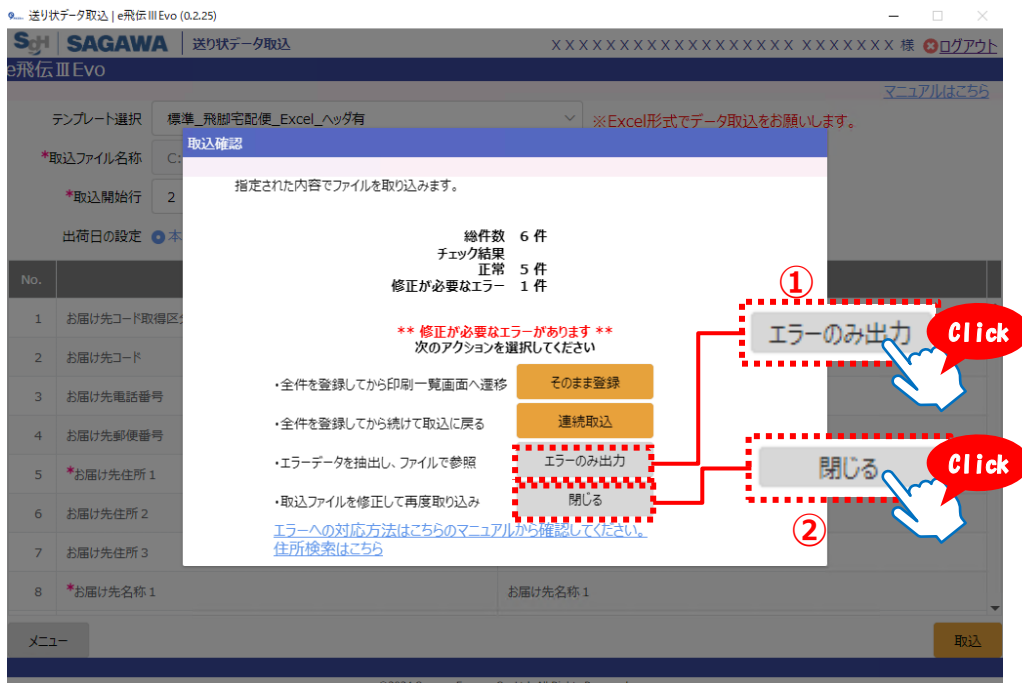 送り状データ取込 | e飛伝ⅢEvo (0.2.25)
SGH SAGAWA 送り状データ取込 XXXXXXXXXXXXXXXXXX XXXXXXX 様 ログアウト
e飛伝ⅢEvo
マニュアルはこちら
テンプレート選択 標準_飛脚宅配便_Excel_ヘッダ有 ※Excel形式でデータ取込をお願いします。
*取込ファイル名称 C:
*取込開始行 2
出荷日の設定 本
取込確認
指定された内容でファイルを取り込みます。
総件数 6 件
チェック結果
正常 5 件
修正が必要なエラー 1 件
** 修正が必要なエラーがあります **
次のアクションを選択してください
・全件を登録してから印刷一覧画面へ遷移 そのまま登録
・全件を登録してから続けて取込に戻る 連続取込
・エラーデータを抽出し、ファイルで参照 エラーのみ出力
・取込ファイルを修正して再度取り込み 閉じる
エラーへの対応方法はこちらのマニュアルから確認してください。
住所検索はこちら
①
エラーのみ出力 Click
閉じる Click
②
No.
1 お届け先コード取得区
2 お届け先コード
3 お届け先電話番号
4 お届け先郵便番号
5 *お届け先住所1
6 お届け先住所2
7 お届け先住所3
8 *お届け先名称1 お届け先名称1
メニュー 取込